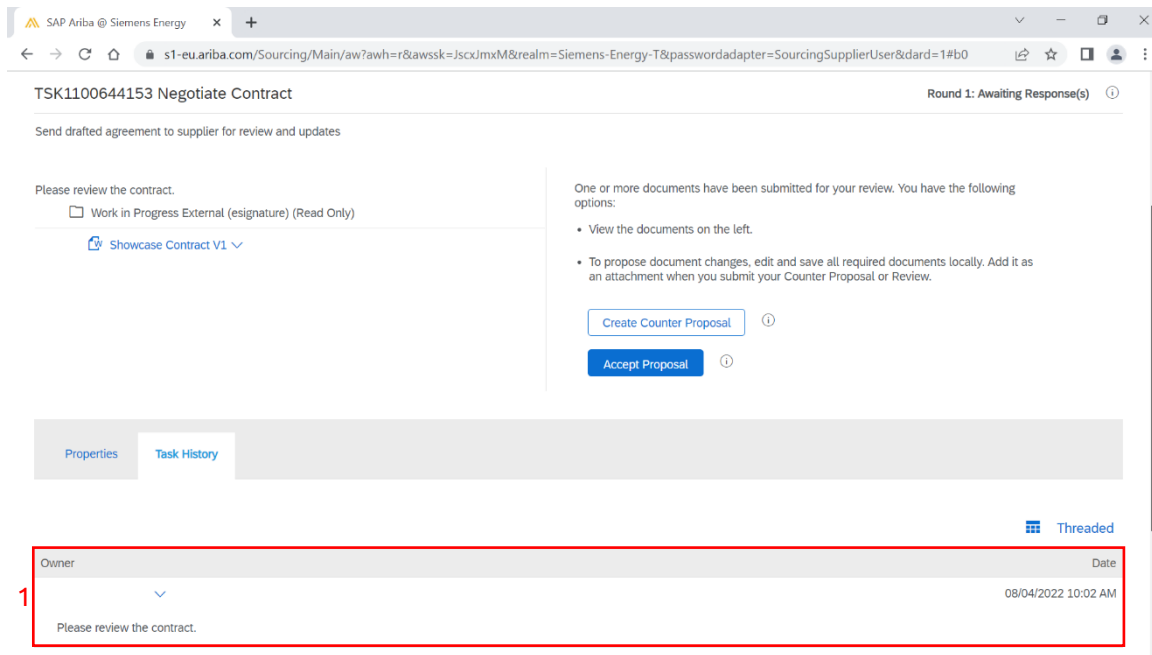 SAP Ariba @ Siemens Energy
s1-eu.ariba.com/Sourcing/Main/aw?awh=r&awssk=JscxJmxM&realm=Siemens-Energy-T&passwordadapter=SourcingSupplierUser&dard=1#b0
TSK1100644153 Negotiate Contract
Round 1: Awaiting Response(s)
Send drafted agreement to supplier for review and updates
Please review the contract.
Work in Progress External (esignature) (Read Only)
Showcase Contract V1
One or more documents have been submitted for your review. You have the following
options:
• View the documents on the left.
• To propose document changes, edit and save all required documents locally. Add it as
an attachment when you submit your Counter Proposal or Review.
Create Counter Proposal
Accept Proposal
Properties
Task History
Threaded
Owner
Date
1
08/04/2022 10:02 AM
Please review the contract.